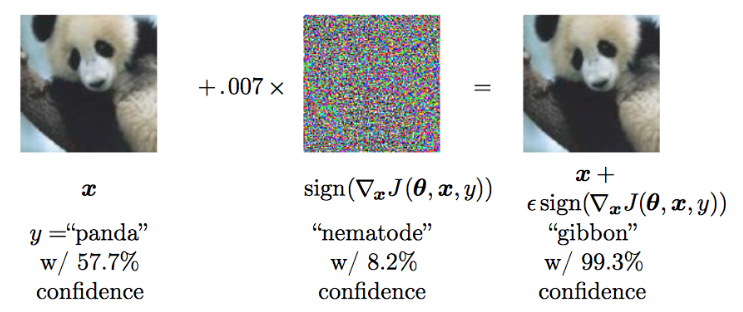 + .007 ×
=
x
y =“panda”
w/ 57.7%
confidence
sign(∇ₓJ(θ, x, y))
“nematode”
w/ 8.2%
confidence
x +
ϵ sign(∇ₓJ(θ, x, y))
“gibbon”
w/ 99.3%
confidence